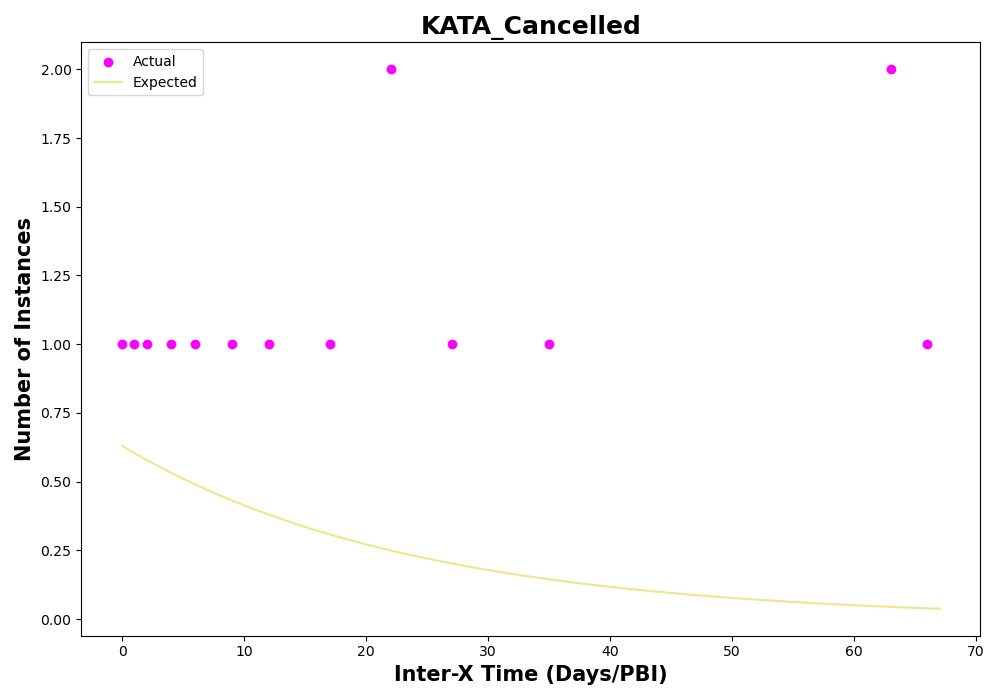 KATA_Cancelled
Actual
Expected
Number of Instances
2.00
1.75
1.50
1.25
1.00
0.75
0.50
0.25
0.00
0 10 20 30 40 50 60 70
Inter-X Time (Days/PBI)